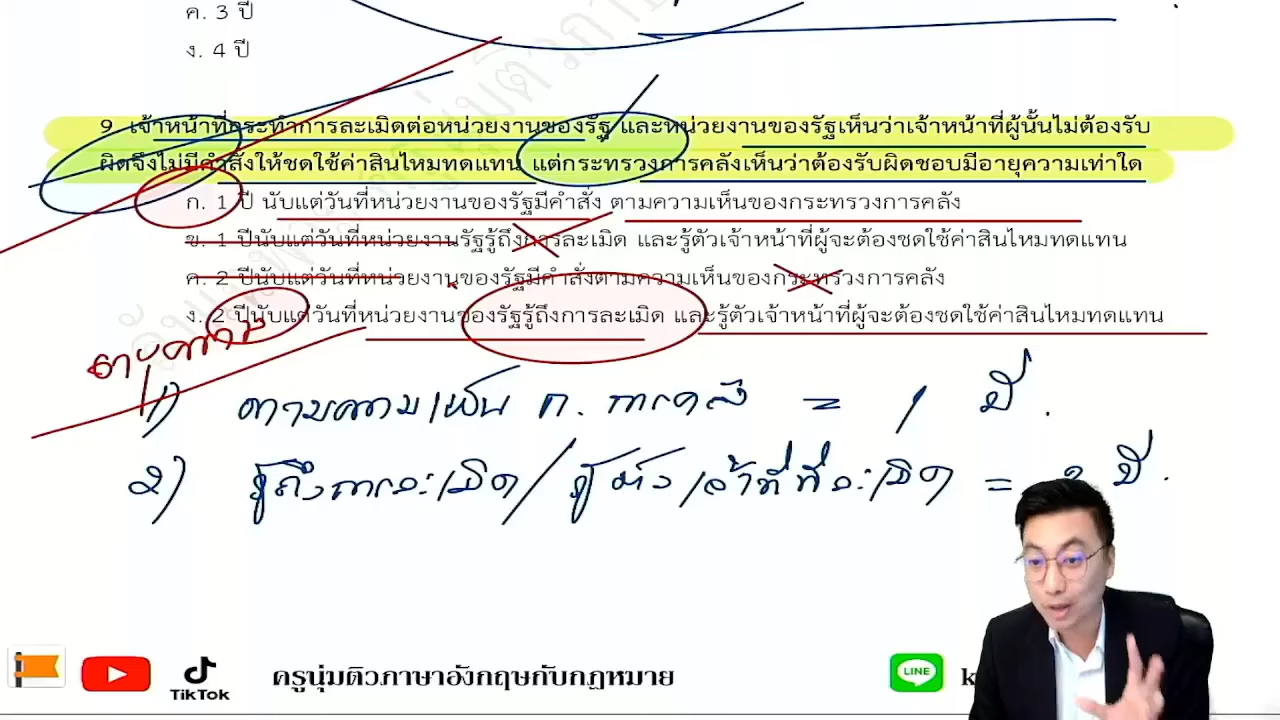 ค. 3 ปี
ง. 4 ปี
9. เจ้าหน้าที่กระทำการละเมิดต่อหน่วยงานของรัฐ และหน่วยงานของรัฐเห็นว่าเจ้าหน้าที่ผู้นั้นไม่ต้องรับ
ผิดจึงไม่มีคำสั่งให้ชดใช้ค่าสินไหมทดแทน แต่กระทรวงการคลังเห็นว่าต้องรับผิดชอบมีอายุความเท่าใด
ก. 1 ปี นับแต่วันที่หน่วยงานของรัฐมีคำสั่ง ตามความเห็นของกระทรวงการคลัง
ข. 1 ปีนับแต่วันที่หน่วยงานรัฐรู้ถึงการละเมิด และรู้ตัวเจ้าหน้าที่ผู้จะต้องชดใช้ค่าสินไหมทดแทน
ค. 2 ปีนับแต่วันที่หน่วยงานของรัฐมีคำสั่งตามความเห็นของกระทรวงการคลัง
ง. 2 ปีนับแต่วันที่หน่วยงานของรัฐรู้ถึงการละเมิด และรู้ตัวเจ้าหน้าที่ผู้จะต้องชดใช้ค่าสินไหมทดแทน
อายุความ
1) ตามความเห็น ก. การคลัง = 1 ปี.
2) รู้ถึงการละเมิด/รู้ตัวเจ้าที่ที่ละเมิด = 2 ปี.
TikTok
ครูนุ่มติวภาษาอังกฤษกับกฎหมาย
LINE
k